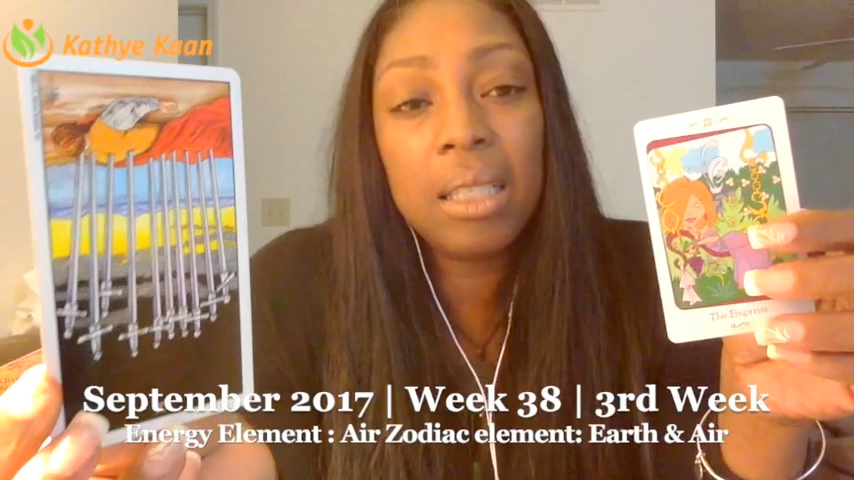 Kathye Kaan
The Empress
September 2017 | Week 38 | 3rd Week
Energy Element : Air Zodiac element: Earth & Air